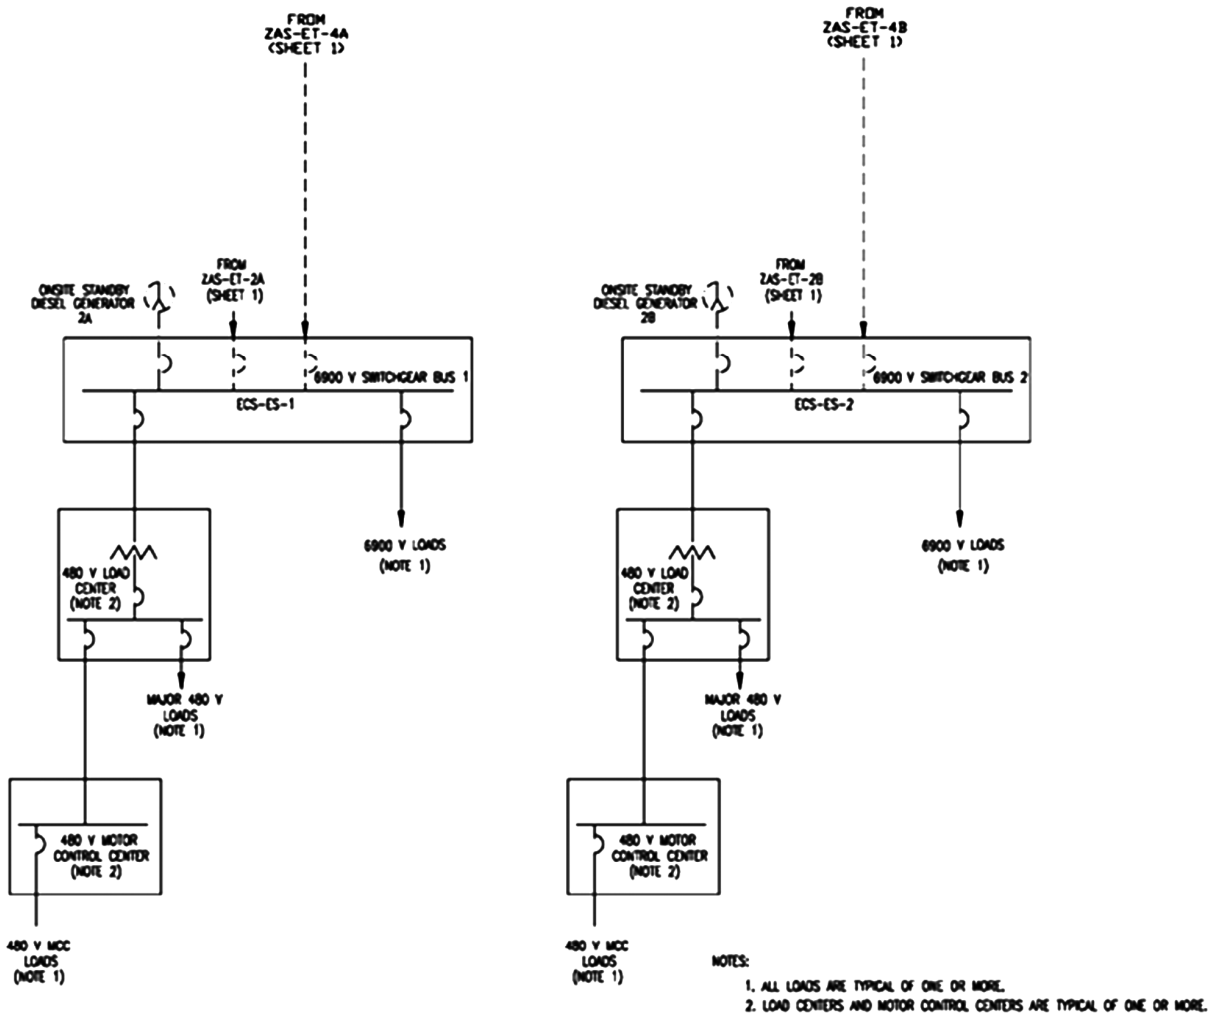 FROM
ZAS-ET-4A
(SHEET 1)
FROM
ZAS-ET-4B
(SHEET 1)
ONSITE STANDBY
DIESEL GENERATOR
2A
FROM
ZAS-ET-2A
(SHEET 1)
6900 V SWITCHGEAR BUS 1
ECS-ES-1
480 V LOAD
CENTER
(NOTE 2)
6900 V LOADS
(NOTE 1)
MAJOR 480 V
LOADS
(NOTE 1)
480 V MOTOR
CONTROL CENTER
(NOTE 2)
480 V MCC
LOADS
(NOTE 1)
ONSITE STANDBY
DIESEL GENERATOR
2B
FROM
ZAS-ET-2B
(SHEET 1)
6900 V SWITCHGEAR BUS 2
ECS-ES-2
480 V LOAD
CENTER
(NOTE 2)
6900 V LOADS
(NOTE 1)
MAJOR 480 V
LOADS
(NOTE 1)
480 V MOTOR
CONTROL CENTER
(NOTE 2)
480 V MCC
LOADS
(NOTE 1)
NOTES:
1. ALL LOADS ARE TYPICAL OF ONE OR MORE.
2. LOAD CENTERS AND MOTOR CONTROL CENTERS ARE TYPICAL OF ONE OR MORE.